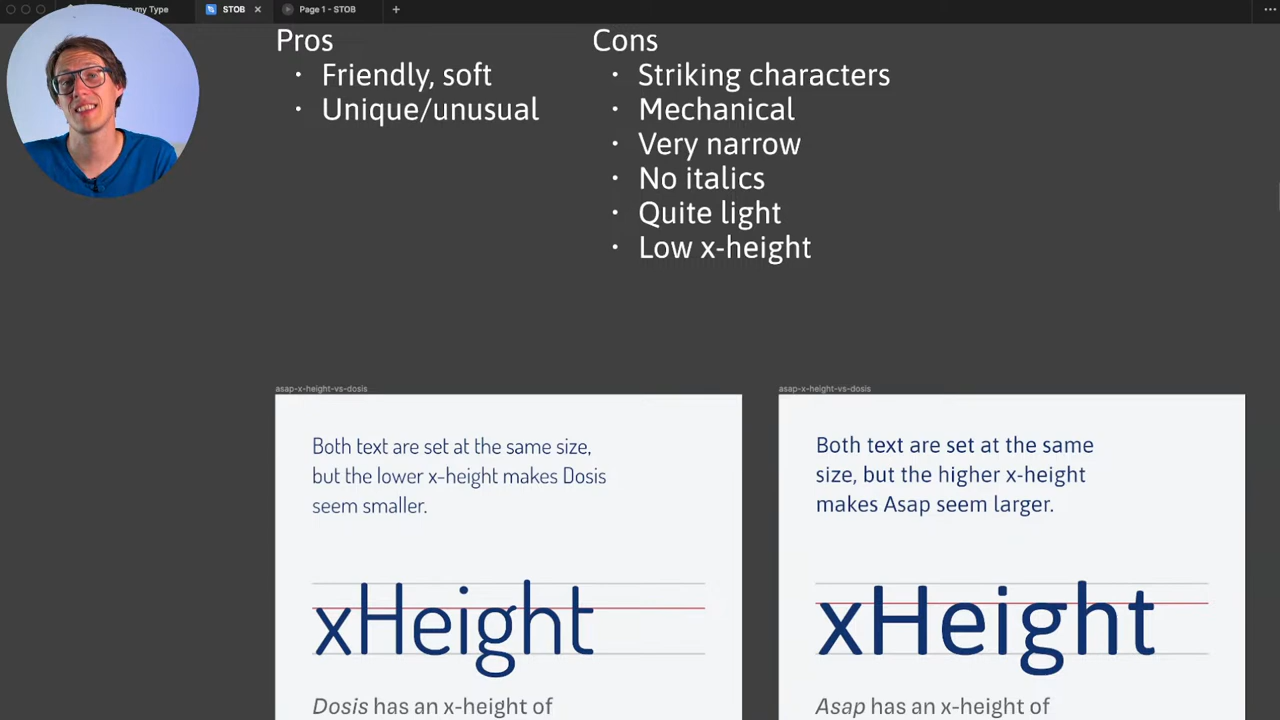 on my Type
STOB
Page 1 - STOB
Pros
· Friendly, soft
· Unique/unusual
Cons
· Striking characters
· Mechanical
· Very narrow
· No italics
· Quite light
· Low x-height
asap-x-height-vs-dosis
Both text are set at the same size,
but the lower x-height makes Dosis
seem smaller.
xHeight
Dosis has an x-height of
asap-x-height-vs-dosis
Both text are set at the same
size, but the higher x-height
makes Asap seem larger.
xHeight
Asap has an x-height of